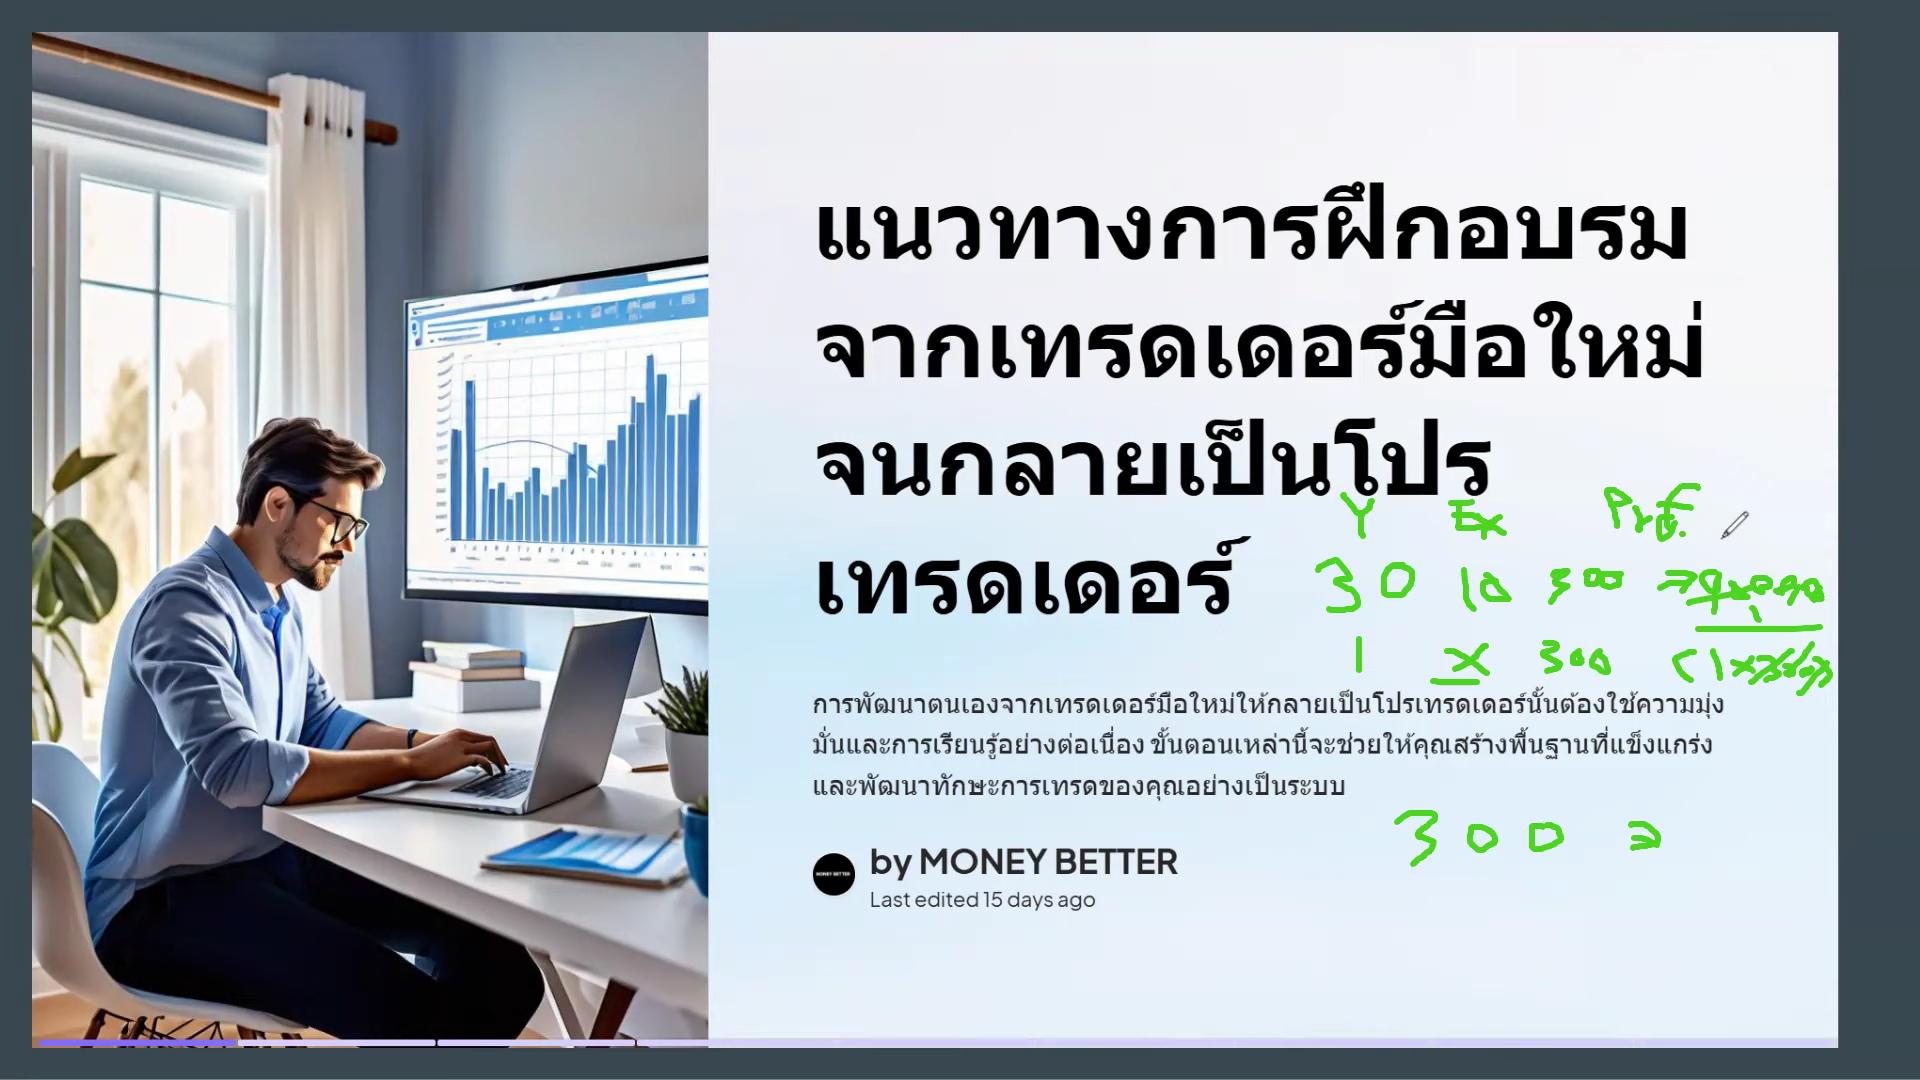 แนวทางการฝึกอบรม
จากเทรดเดอร์มือใหม่
จนกลายเป็นโปร
เทรดเดอร์
Y Ex
30 10 300
1 x 300
การพัฒนาตนเองจากเทรดเดอร์มือใหม่ให้กลายเป็นโปรเทรดเดอร์นั้นต้องใช้ความมุ่ง
มั่นและการเรียนรู้อย่างต่อเนื่อง ขั้นตอนเหล่านี้จะช่วยให้คุณสร้างพื้นฐานที่แข็งแกร่ง
และพัฒนาทักษะการเทรดของคุณอย่างเป็นระบบ
300
MONEY BETTER
by MONEY BETTER
Last edited 15 days ago